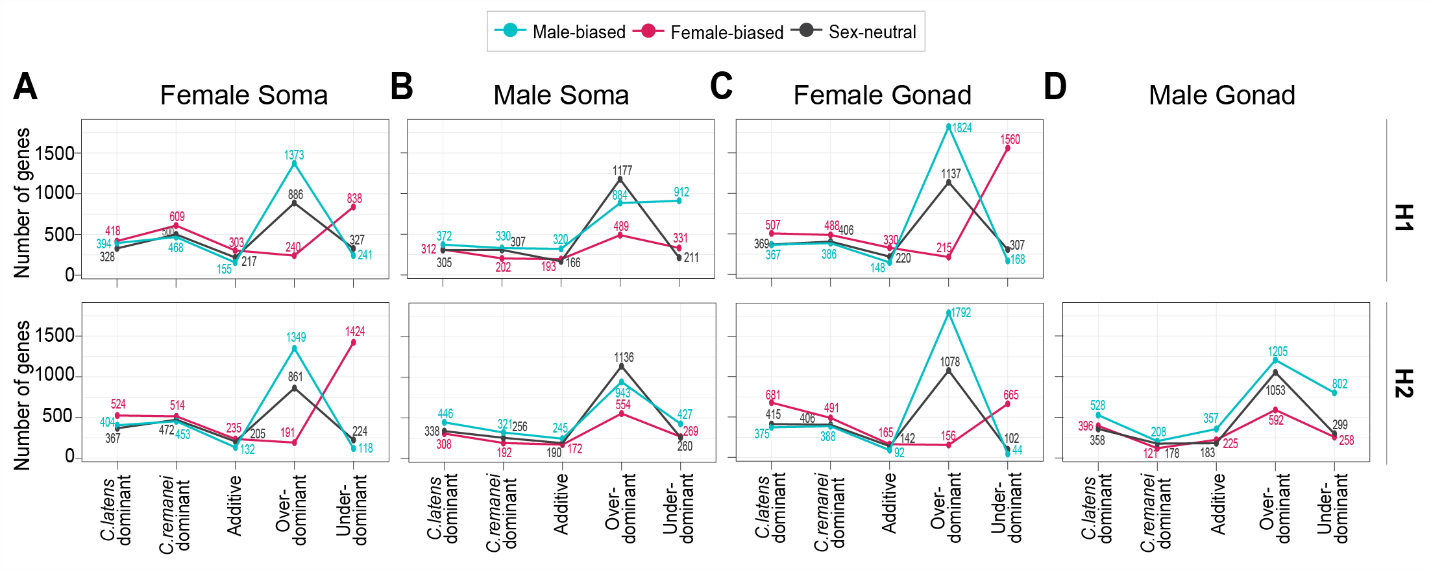 Male-biased Female-biased Sex-neutral
A Female Soma B Male Soma C Female Gonad D Male Gonad
Number of genes
1500
1000
500
0
418
394
328
609
468
303
155
217
1373
886
240
838
327
241
372
312
305
330
307
202
320
193
166
1177
884
489
912
331
211
507
369
367
488
406
386
330
148
220
1824
1137
215
1560
307
168
H1
Number of genes
1500
1000
500
0
524
404
367
514
472
453
235
205
132
1349
861
191
1424
224
118
446
338
308
321
256
192
245
190
172
1136
943
554
427
269
260
681
415
375
491
406
388
165
142
92
1792
1078
156
665
102
44
528
396
358
208
121
178
357
225
183
1205
1053
592
802
299
258
H2
C.latens
dominant
C.remanei
dominant
Additive
Over-
dominant
Under-
dominant
C.latens
dominant
C.remanei
dominant
Additive
Over-
dominant
Under-
dominant
C.latens
dominant
C.remanei
dominant
Additive
Over-
dominant
Under-
dominant
C.latens
dominant
C.remanei
dominant
Additive
Over-
dominant
Under-
dominant